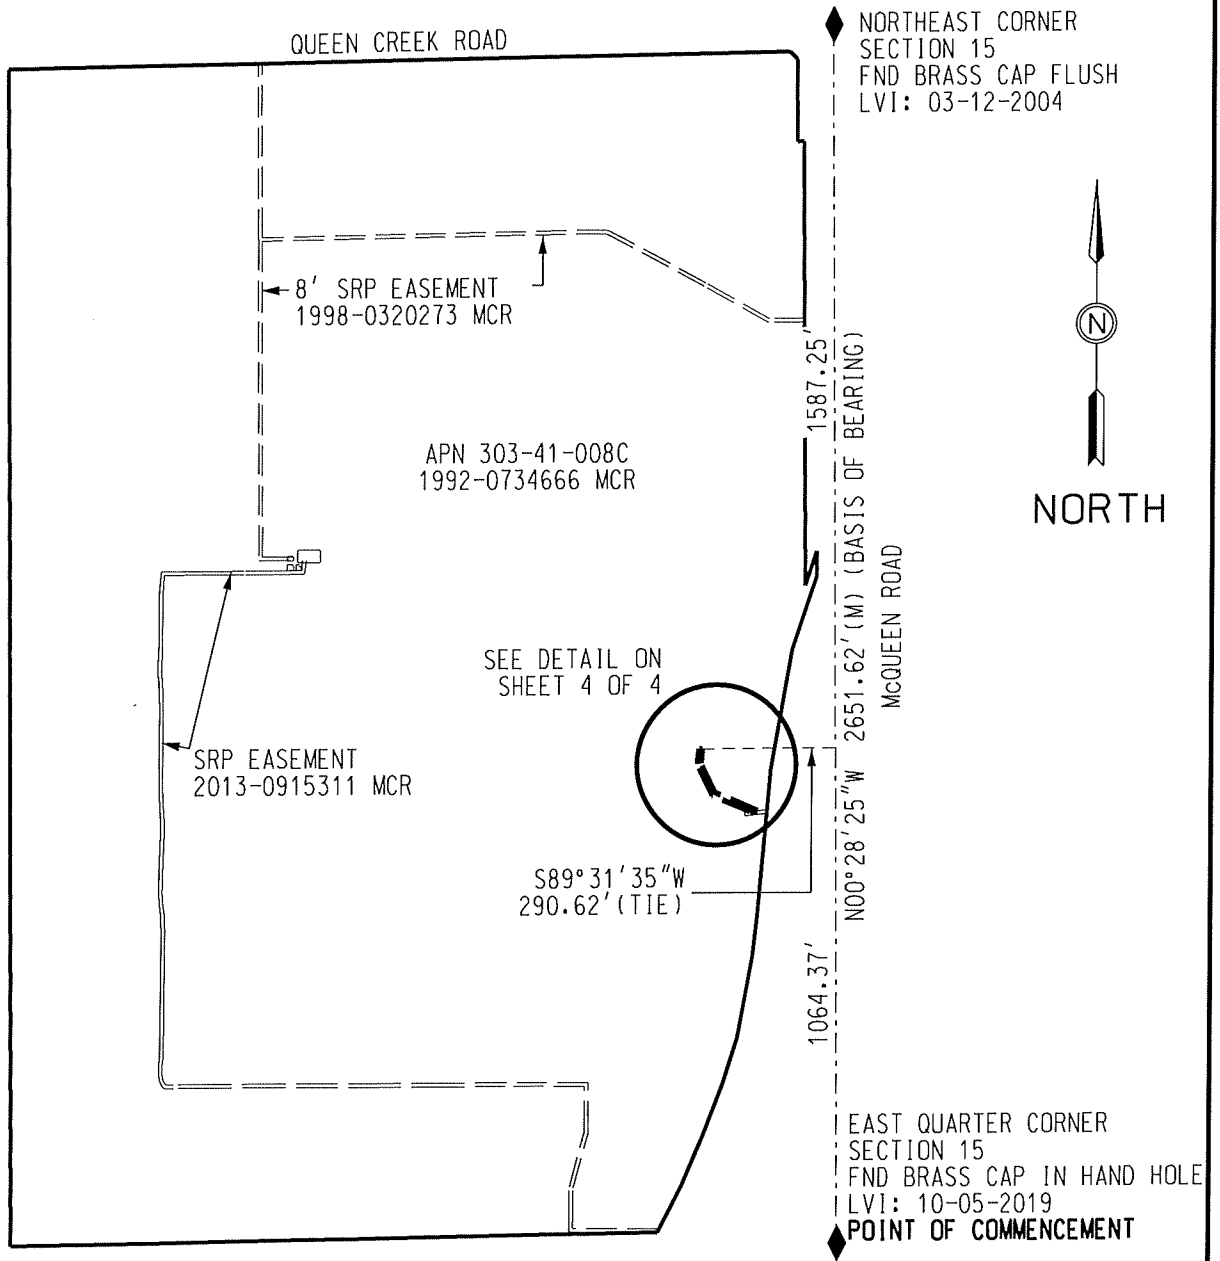 QUEEN CREEK ROAD
NORTHEAST CORNER
SECTION 15
FND BRASS CAP FLUSH
LVI: 03-12-2004
8' SRP EASEMENT
1998-0320273 MCR
1587.25'
N
NORTH
APN 303-41-008C
1992-0734666 MCR
N00°28'25"W 2651.62'(M) (BASIS OF BEARING)
McQUEEN ROAD
SEE DETAIL ON
SHEET 4 OF 4
SRP EASEMENT
2013-0915311 MCR
S89°31'35"W
290.62'(TIE)
1064.37'
EAST QUARTER CORNER
SECTION 15
FND BRASS CAP IN HAND HOLE
LVI: 10-05-2019
POINT OF COMMENCEMENT